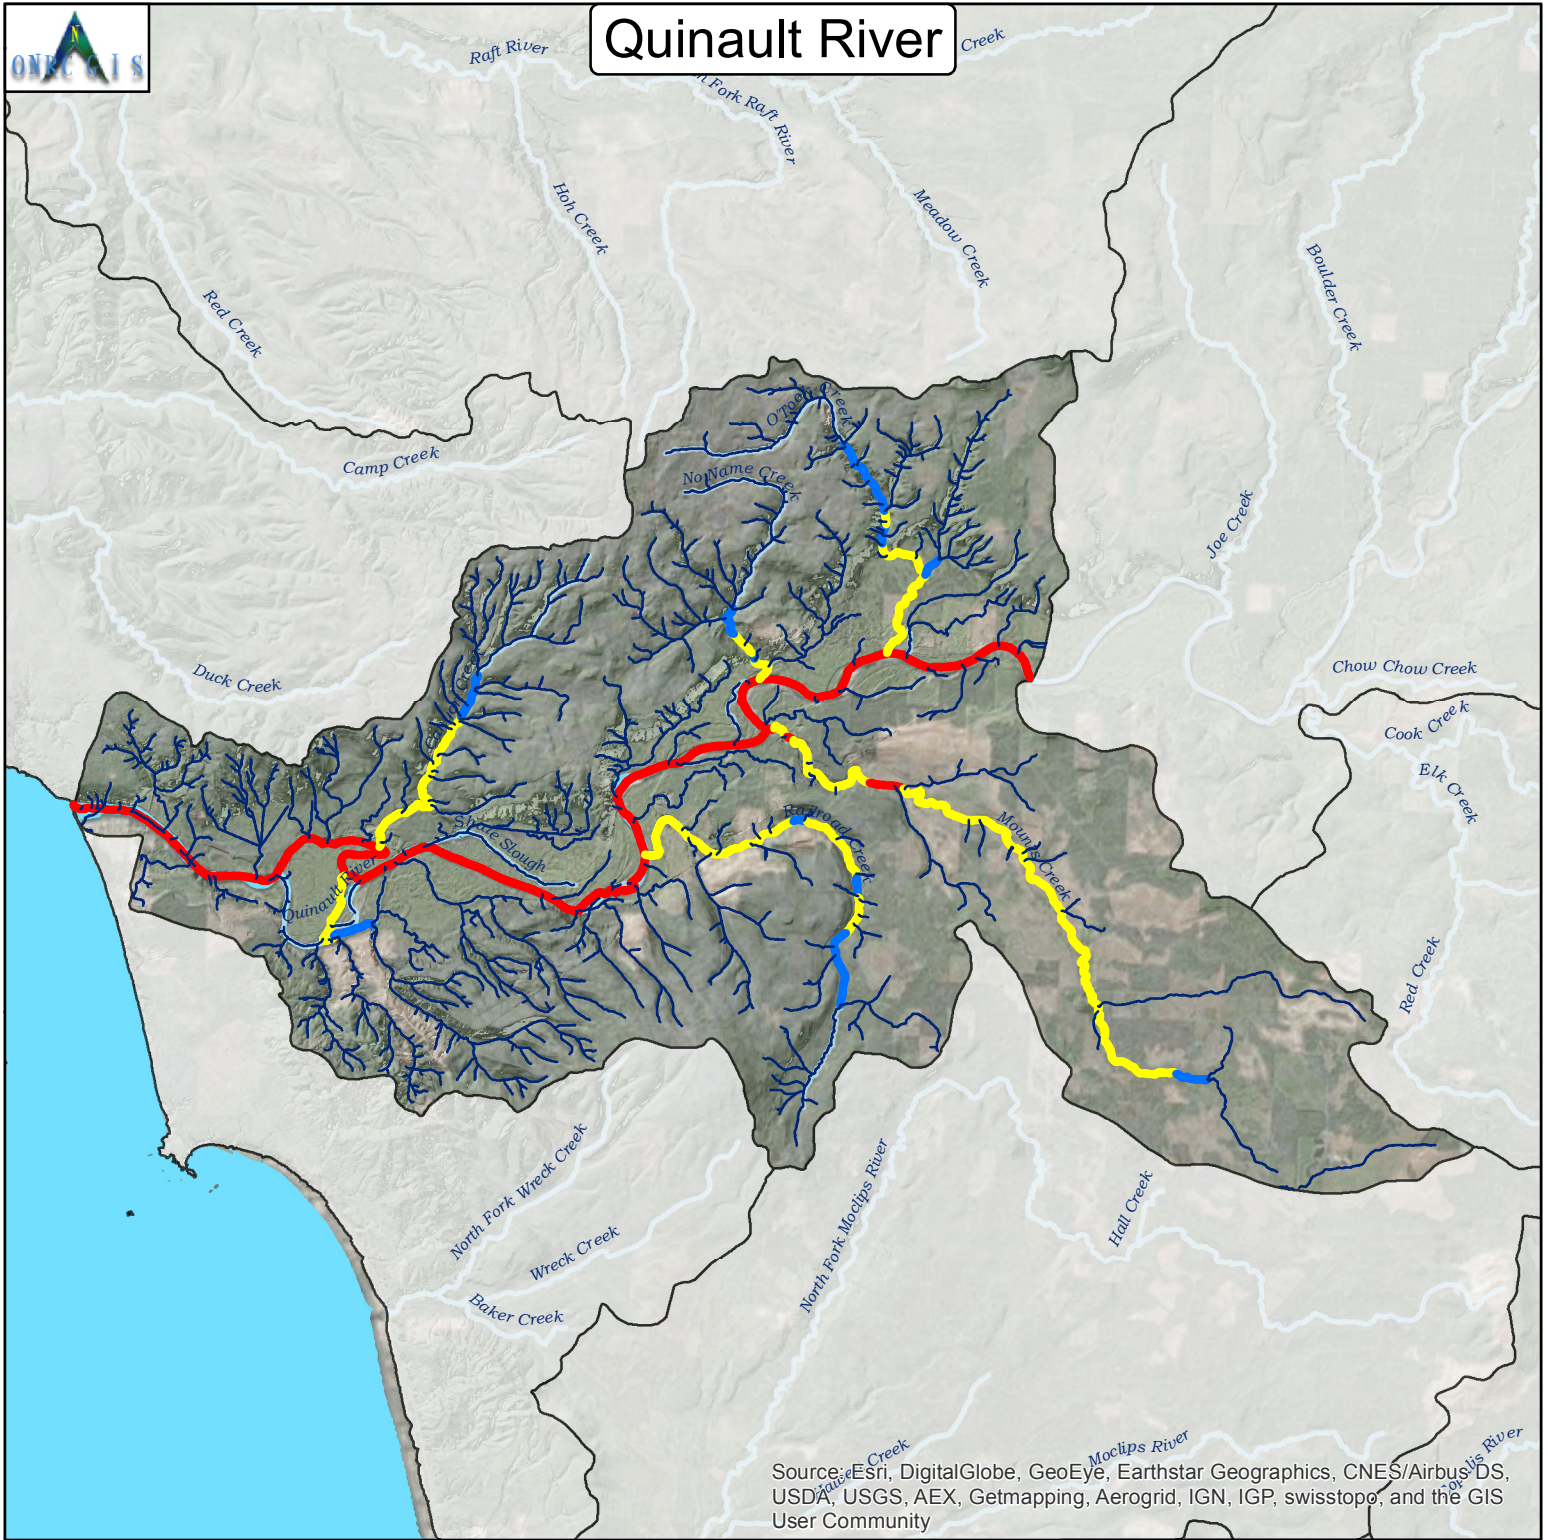 N
ONRC GIS
Quinault River
Raft River
Creek
Fork Raft River
Hoh Creek
Meadow Creek
Boulder Creek
Red Creek
O'Toole Creek
Camp Creek
No Name Creek
Joe Creek
Duck Creek
Chow Chow Creek
Cook Creek
Elk Creek
Shale Slough
Railroad Creek
Mounts Creek
Quinault River
Red Creek
North Fork Wreck Creek
North Fork Moclips River
Hall Creek
Wreck Creek
Baker Creek
Moclips River
Creek
River
Source: Esri, DigitalGlobe, GeoEye, Earthstar Geographics, CNES/Airbus DS,
USDA, USGS, AEX, Getmapping, Aerogrid, IGN, IGP, swisstopo, and the GIS
User Community